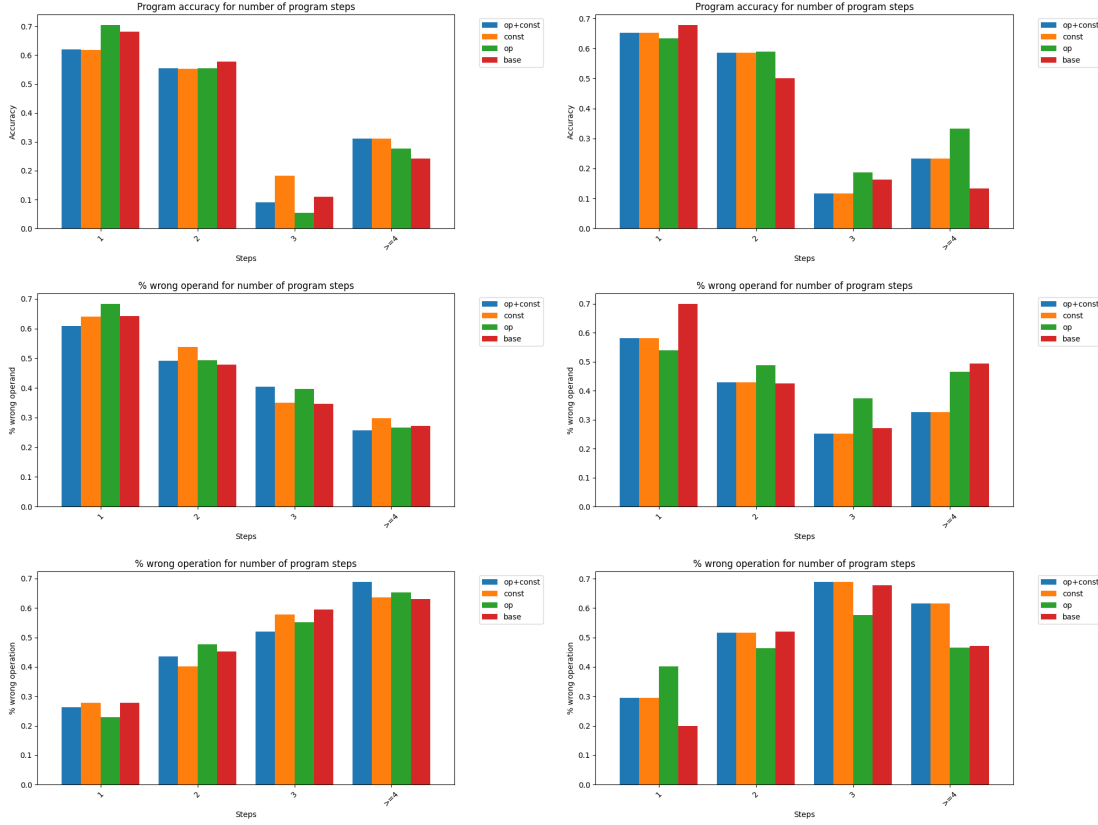 Program accuracy for number of program steps
0.7
0.6
0.5
0.4
0.3
0.2
0.1
0.0
Accuracy
1
2
3
>=4
Steps
op+const
const
op
base
Program accuracy for number of program steps
0.7
0.6
0.5
0.4
0.3
0.2
0.1
0.0
Accuracy
1
2
3
>=4
Steps
op+const
const
op
base
% wrong operand for number of program steps
0.7
0.6
0.5
0.4
0.3
0.2
0.1
0.0
% wrong operand
1
2
3
>=4
Steps
op+const
const
op
base
% wrong operand for number of program steps
0.7
0.6
0.5
0.4
0.3
0.2
0.1
0.0
% wrong operand
1
2
3
>=4
Steps
op+const
const
op
base
% wrong operation for number of program steps
0.7
0.6
0.5
0.4
0.3
0.2
0.1
0.0
% wrong operation
1
2
3
>=4
Steps
op+const
const
op
base
% wrong operation for number of program steps
0.7
0.6
0.5
0.4
0.3
0.2
0.1
0.0
% wrong operation
1
2
3
>=4
Steps
op+const
const
op
base